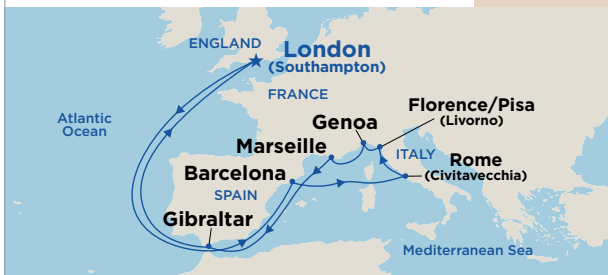 ENGLAND
London
(Southampton)
FRANCE
Atlantic
Ocean
Florence/Pisa
(Livorno)
Genoa
Marseille
ITALY
Rome
(Civitavecchia)
Barcelona
SPAIN
Gibraltar
Mediterranean Sea